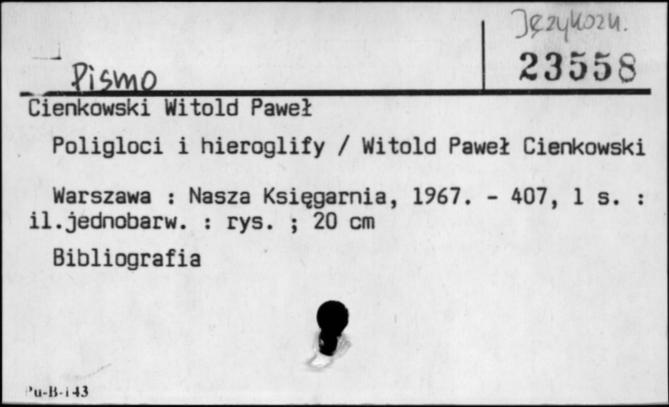 Językozn.
23558
Pismo
Cienkowski Witold Paweł
Poligloci i hieroglify / Witold Paweł Cienkowski
Warszawa : Nasza Księgarnia, 1967. - 407, 1 s. :
il.jednobarw. : rys. ; 20 cm
Bibliografia
Pu-B-143